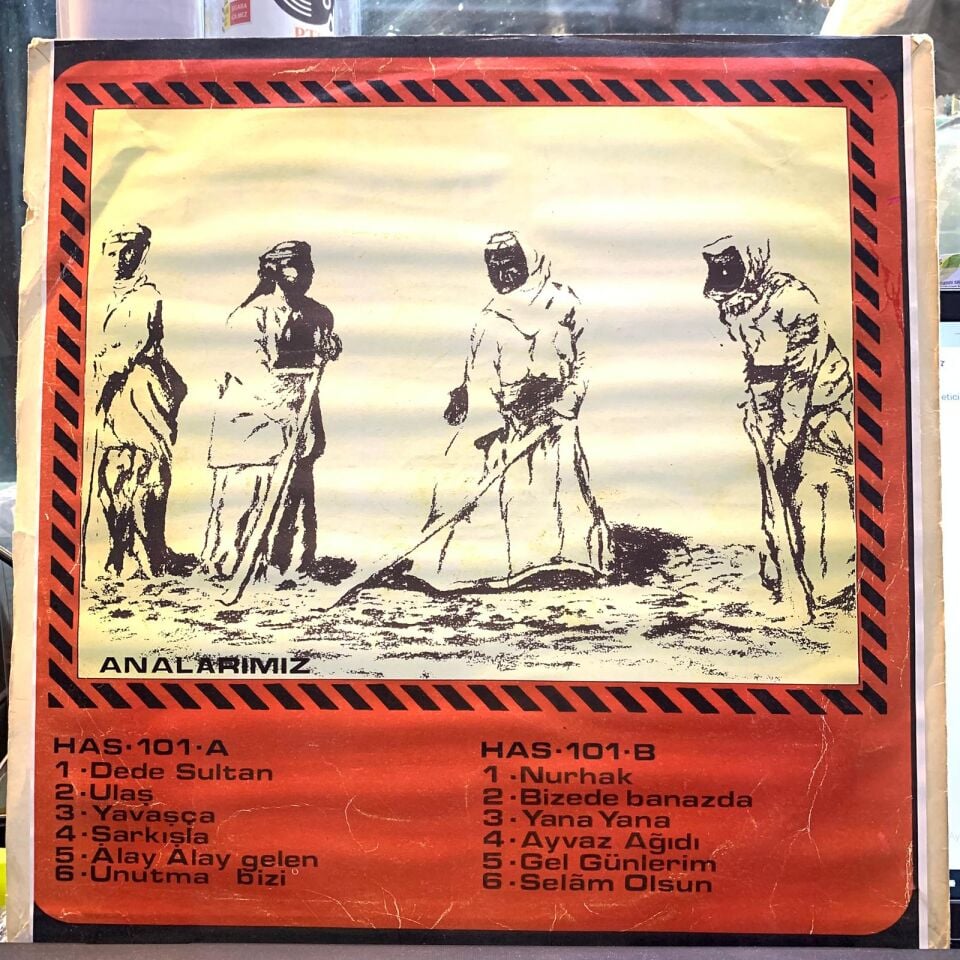 ANALARIMIZ
HAS·101·A
1·Dede Sultan
2·Ulaş
3·Yavaşça
4·Şarkışla
5·Alay Alay gelen
6·Unutma bizi
HAS·101·B
1·Nurhak
2·Bizede banazda
3·Yana Yana
4·Ayvaz Ağıdı
5·Gel Günlerim
6·Selâm Olsun